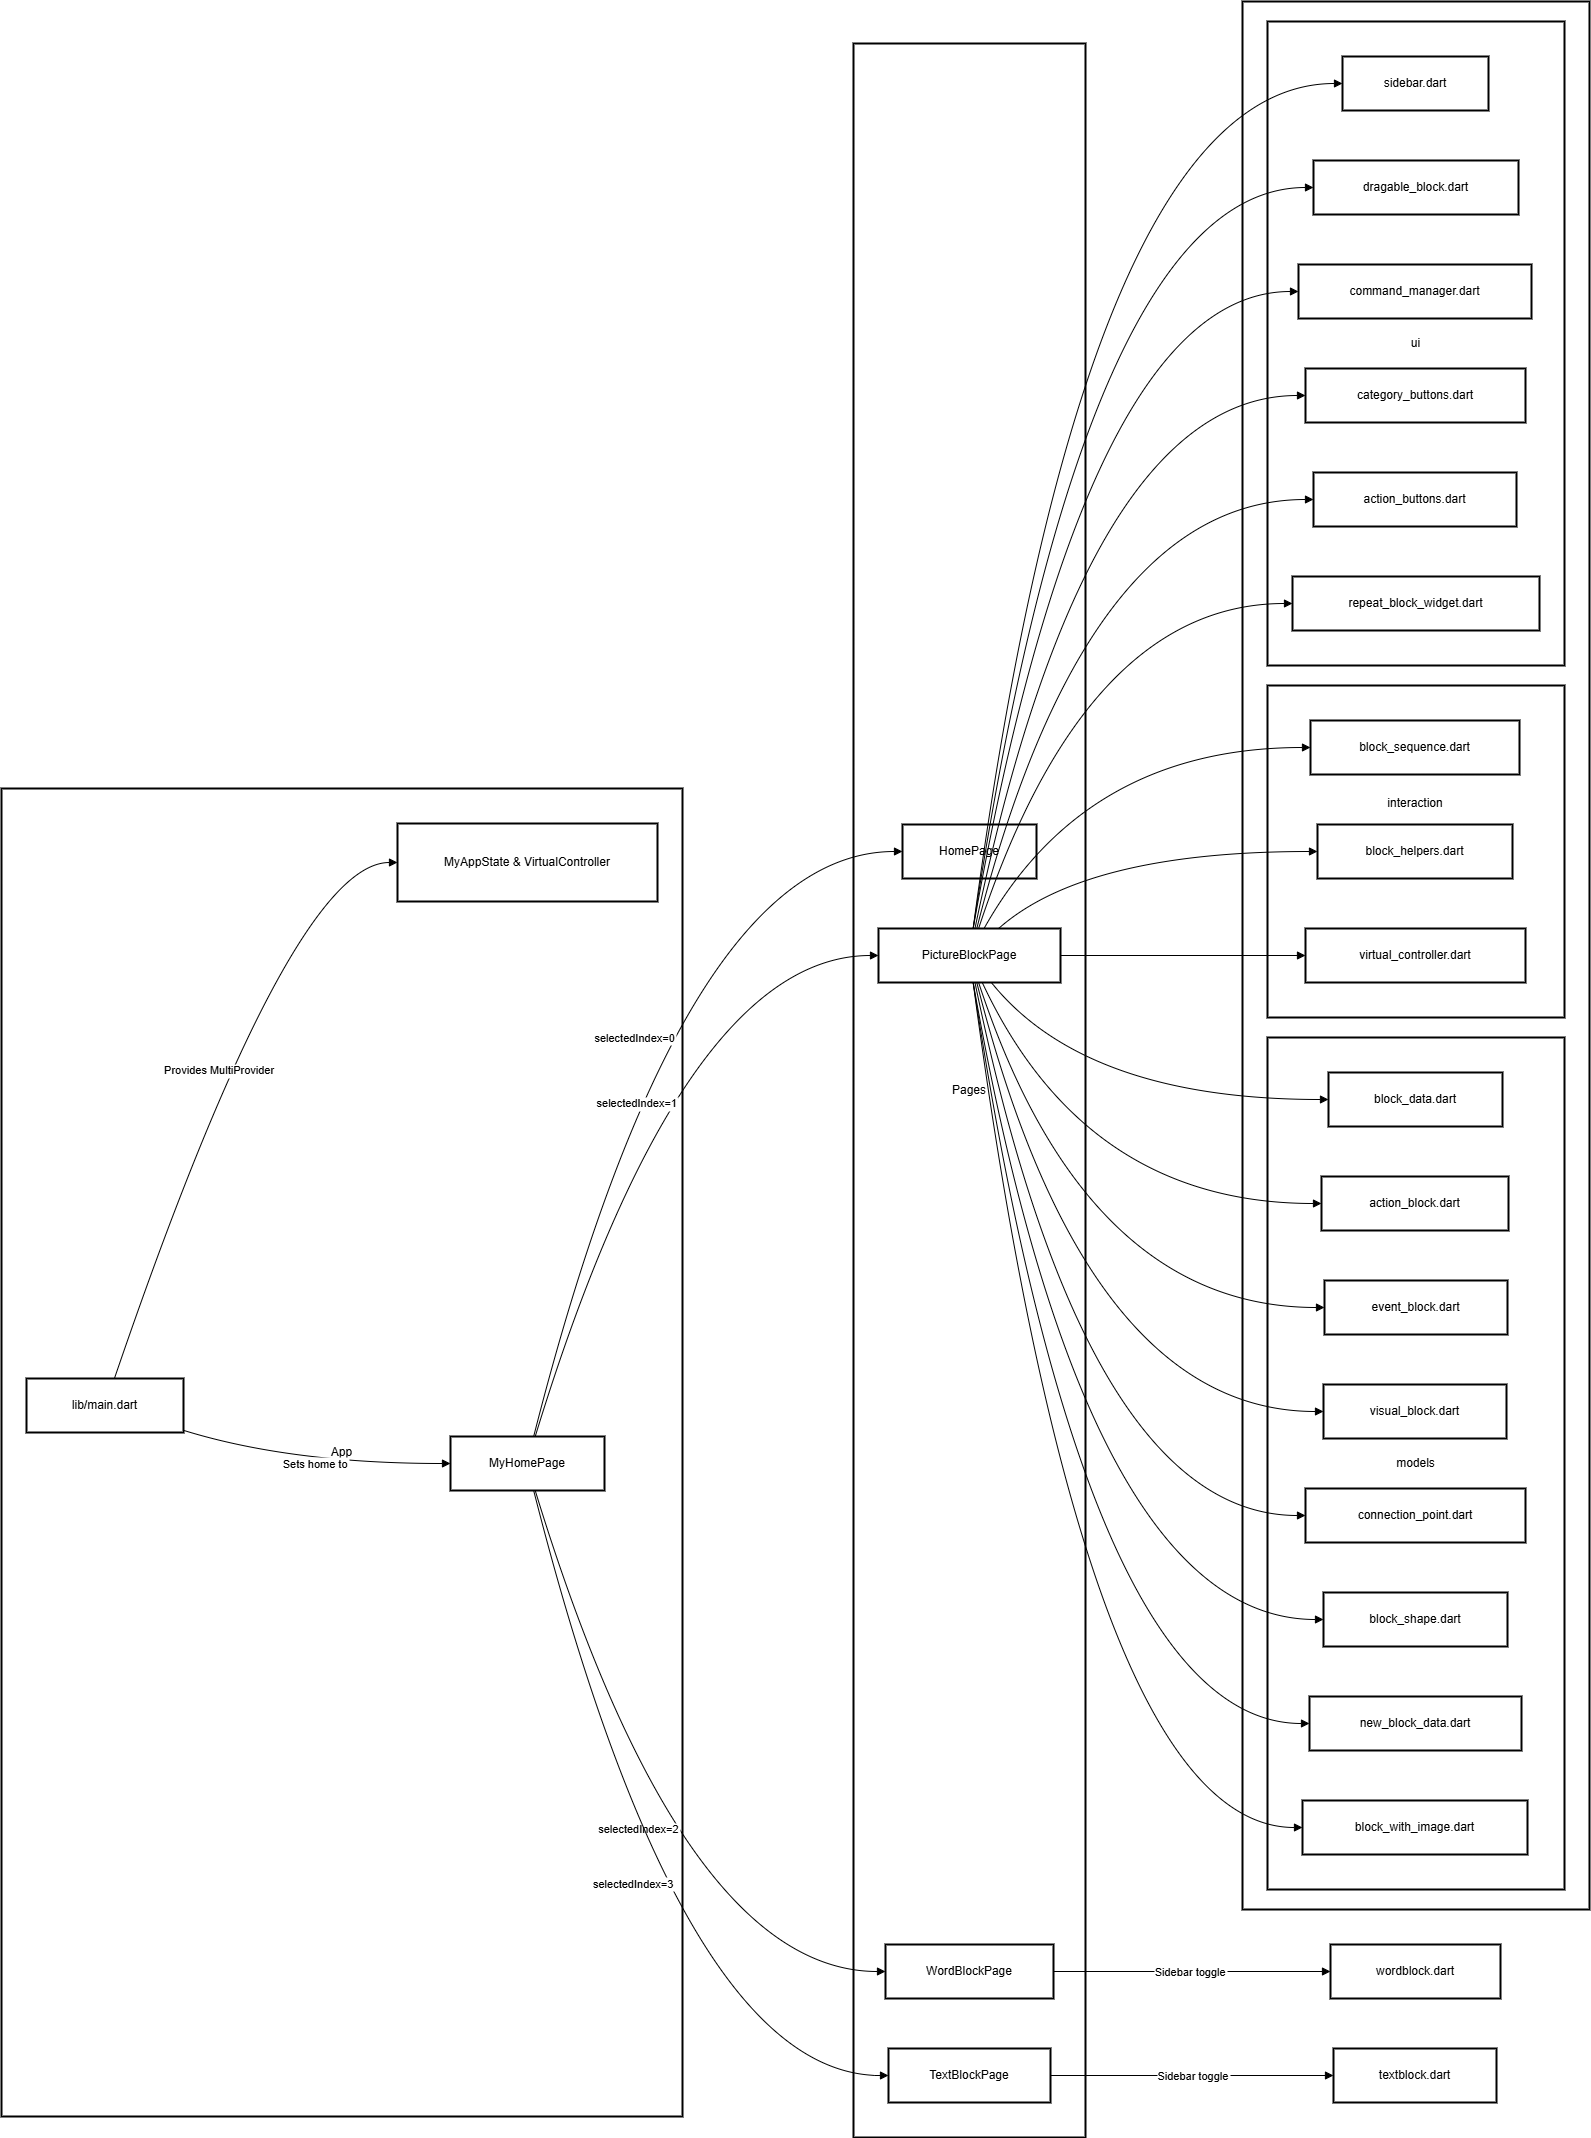 sidebar.dart
dragable_block.dart
command_manager.dart
ui
category_buttons.dart
action_buttons.dart
repeat_block_widget.dart
block_sequence.dart
interaction
block_helpers.dart
virtual_controller.dart
block_data.dart
action_block.dart
event_block.dart
visual_block.dart
models
connection_point.dart
block_shape.dart
new_block_data.dart
block_with_image.dart
MyAppState & VirtualController
Provides MultiProvider
lib/main.dart
App
Sets home to
MyHomePage
selectedIndex=0
selectedIndex=1
selectedIndex=2
selectedIndex=3
HomePage
PictureBlockPage
Pages
WordBlockPage
Sidebar toggle
wordblock.dart
TextBlockPage
Sidebar toggle
textblock.dart